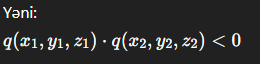 Yəni:
q(x₁, y₁, z₁) · q(x₂, y₂, z₂) < 0